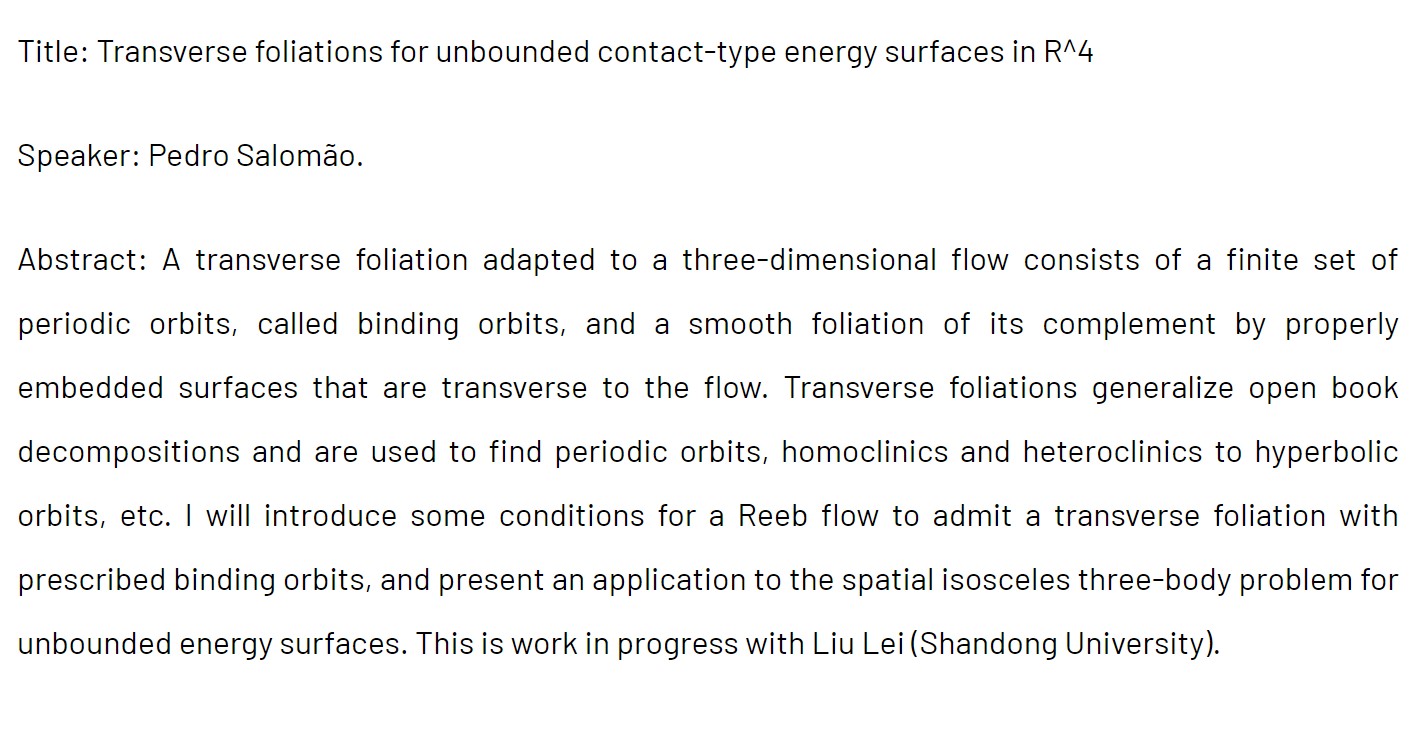 Title: Transverse foliations for unbounded contact-type energy surfaces in R^4
Speaker: Pedro Salomão.
Abstract: A transverse foliation adapted to a three-dimensional flow consists of a finite set of
periodic orbits, called binding orbits, and a smooth foliation of its complement by properly
embedded surfaces that are transverse to the flow. Transverse foliations generalize open book
decompositions and are used to find periodic orbits, homoclinics and heteroclinics to hyperbolic
orbits, etc. I will introduce some conditions for a Reeb flow to admit a transverse foliation with
prescribed binding orbits, and present an application to the spatial isosceles three-body problem for
unbounded energy surfaces. This is work in progress with Liu Lei (Shandong University).